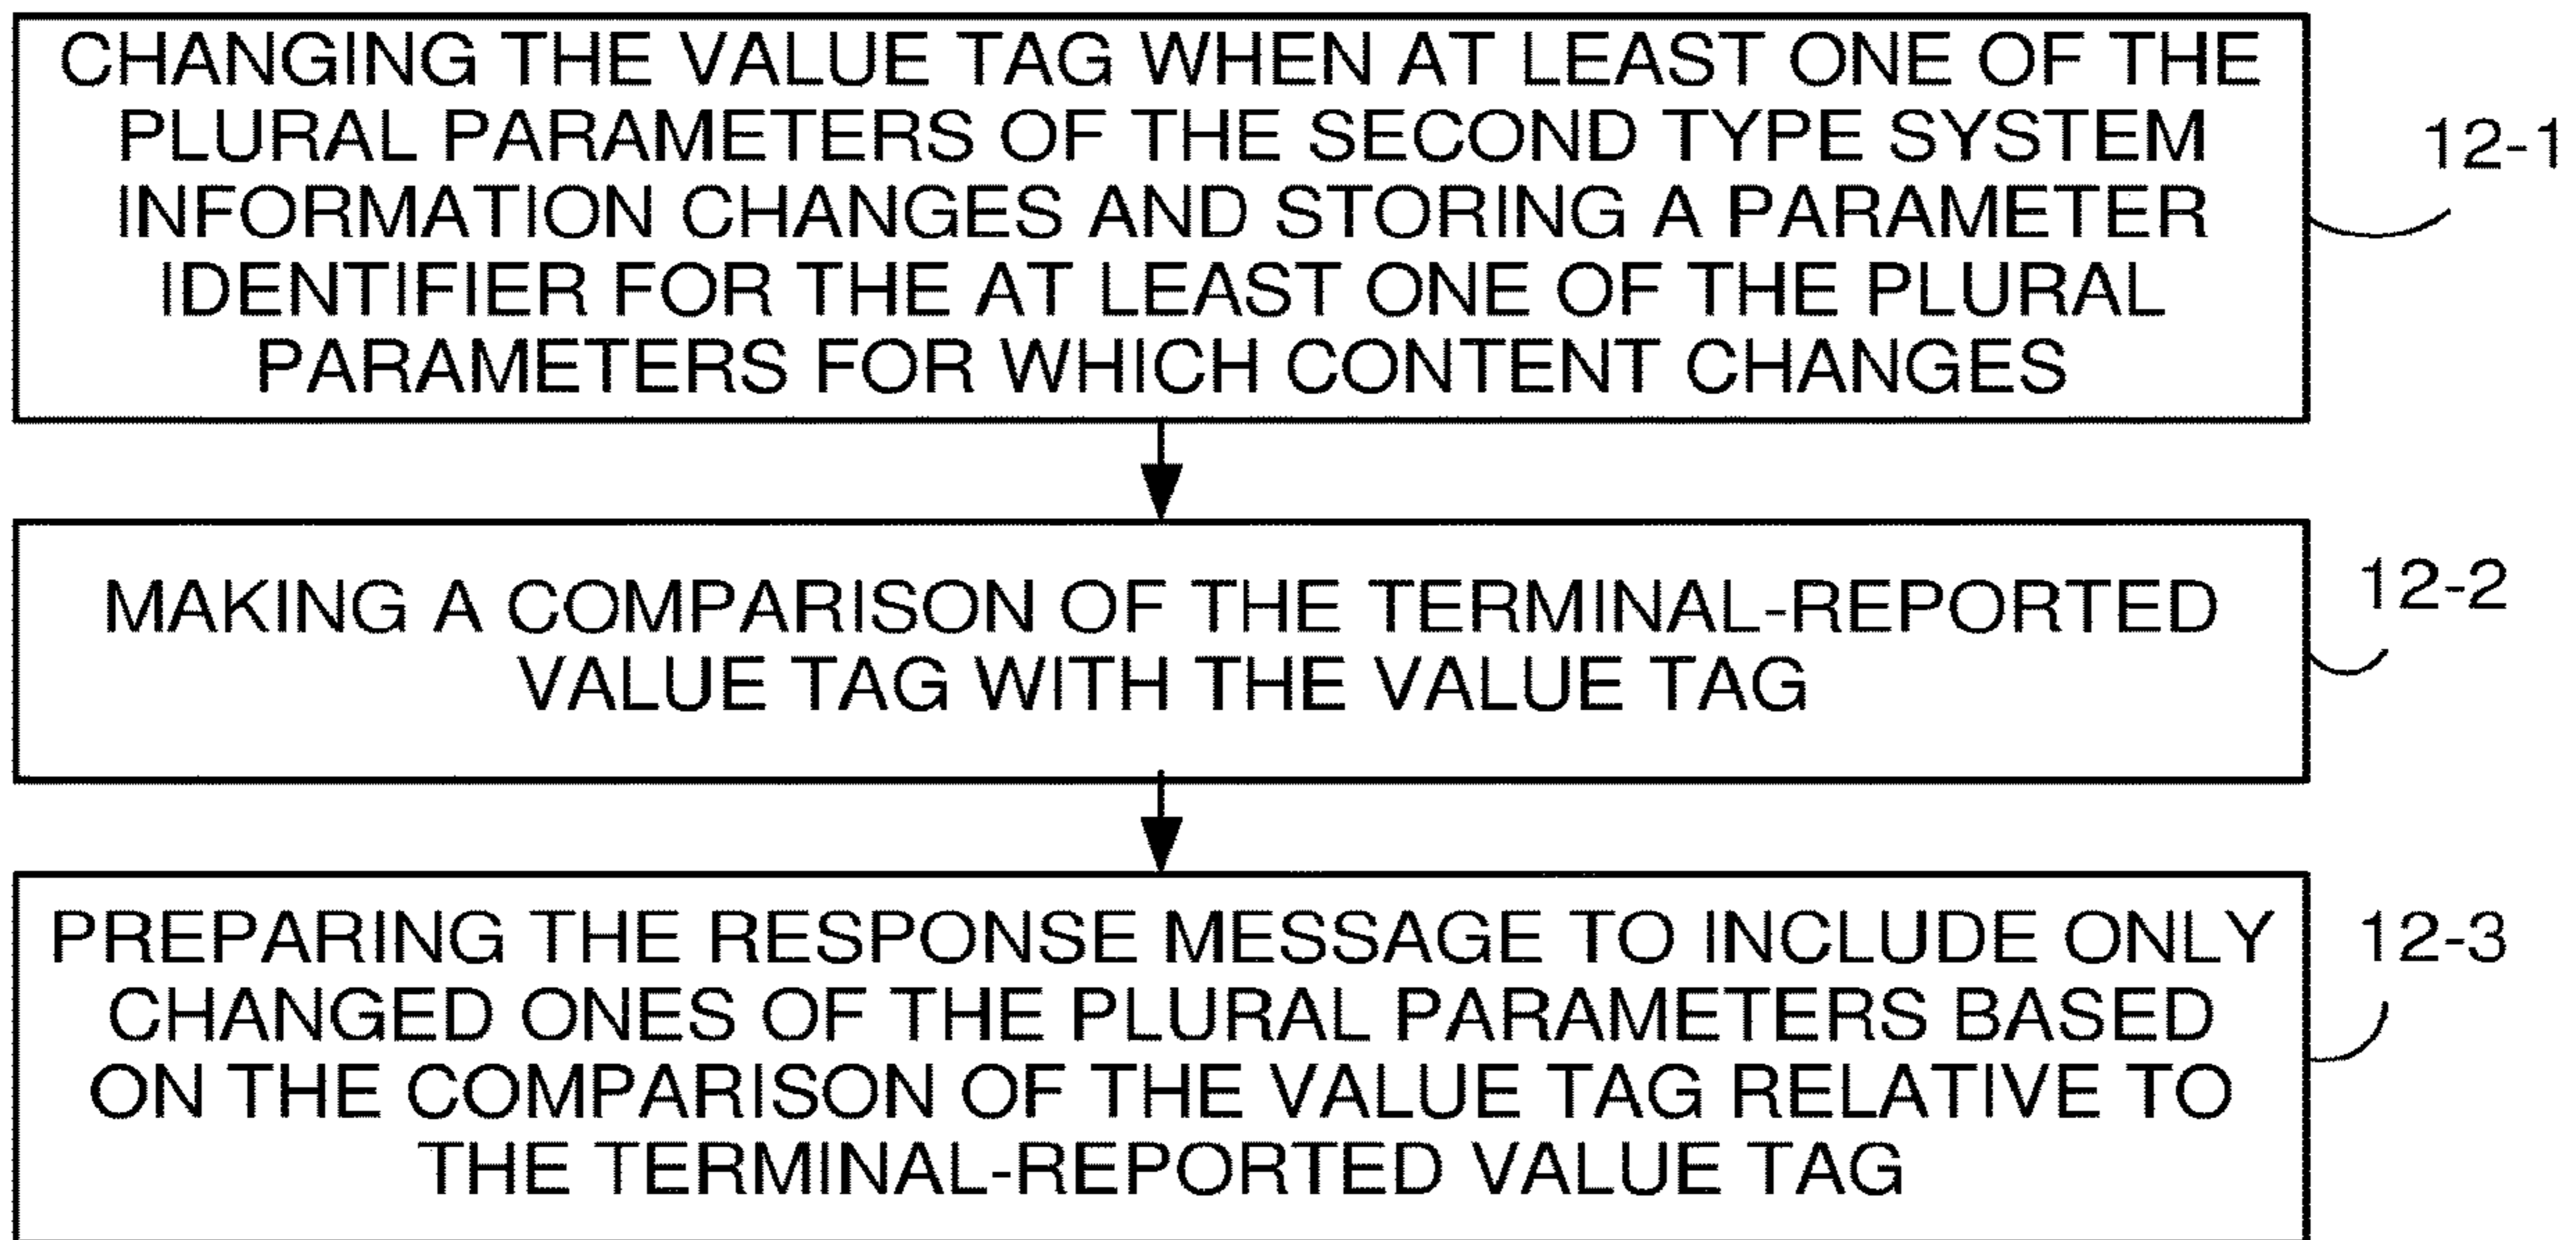 CHANGING THE VALUE TAG WHEN AT LEAST ONE OF THE
PLURAL PARAMETERS OF THE SECOND TYPE SYSTEM
INFORMATION CHANGES AND STORING A PARAMETER
IDENTIFIER FOR THE AT LEAST ONE OF THE PLURAL
PARAMETERS FOR WHICH CONTENT CHANGES
12-1
MAKING A COMPARISON OF THE TERMINAL-REPORTED
VALUE TAG WITH THE VALUE TAG
12-2
PREPARING THE RESPONSE MESSAGE TO INCLUDE ONLY
CHANGED ONES OF THE PLURAL PARAMETERS BASED
ON THE COMPARISON OF THE VALUE TAG RELATIVE TO
THE TERMINAL-REPORTED VALUE TAG
12-3